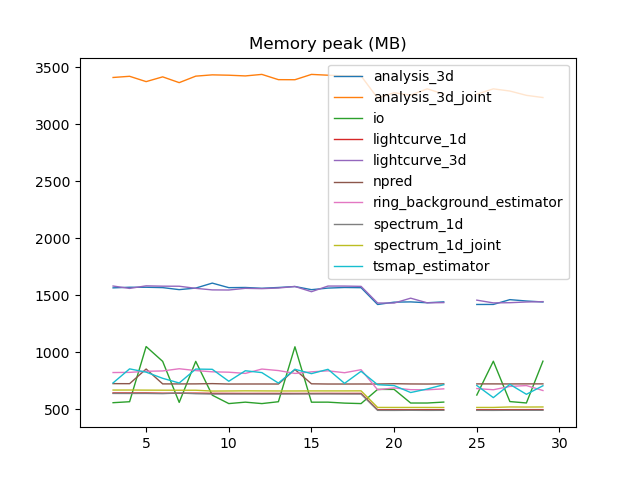 Memory peak (MB)
3500
3000
2500
2000
1500
1000
500
5
10
15
20
25
30
analysis_3d
analysis_3d_joint
io
lightcurve_1d
lightcurve_3d
npred
ring_background_estimator
spectrum_1d
spectrum_1d_joint
tsmap_estimator